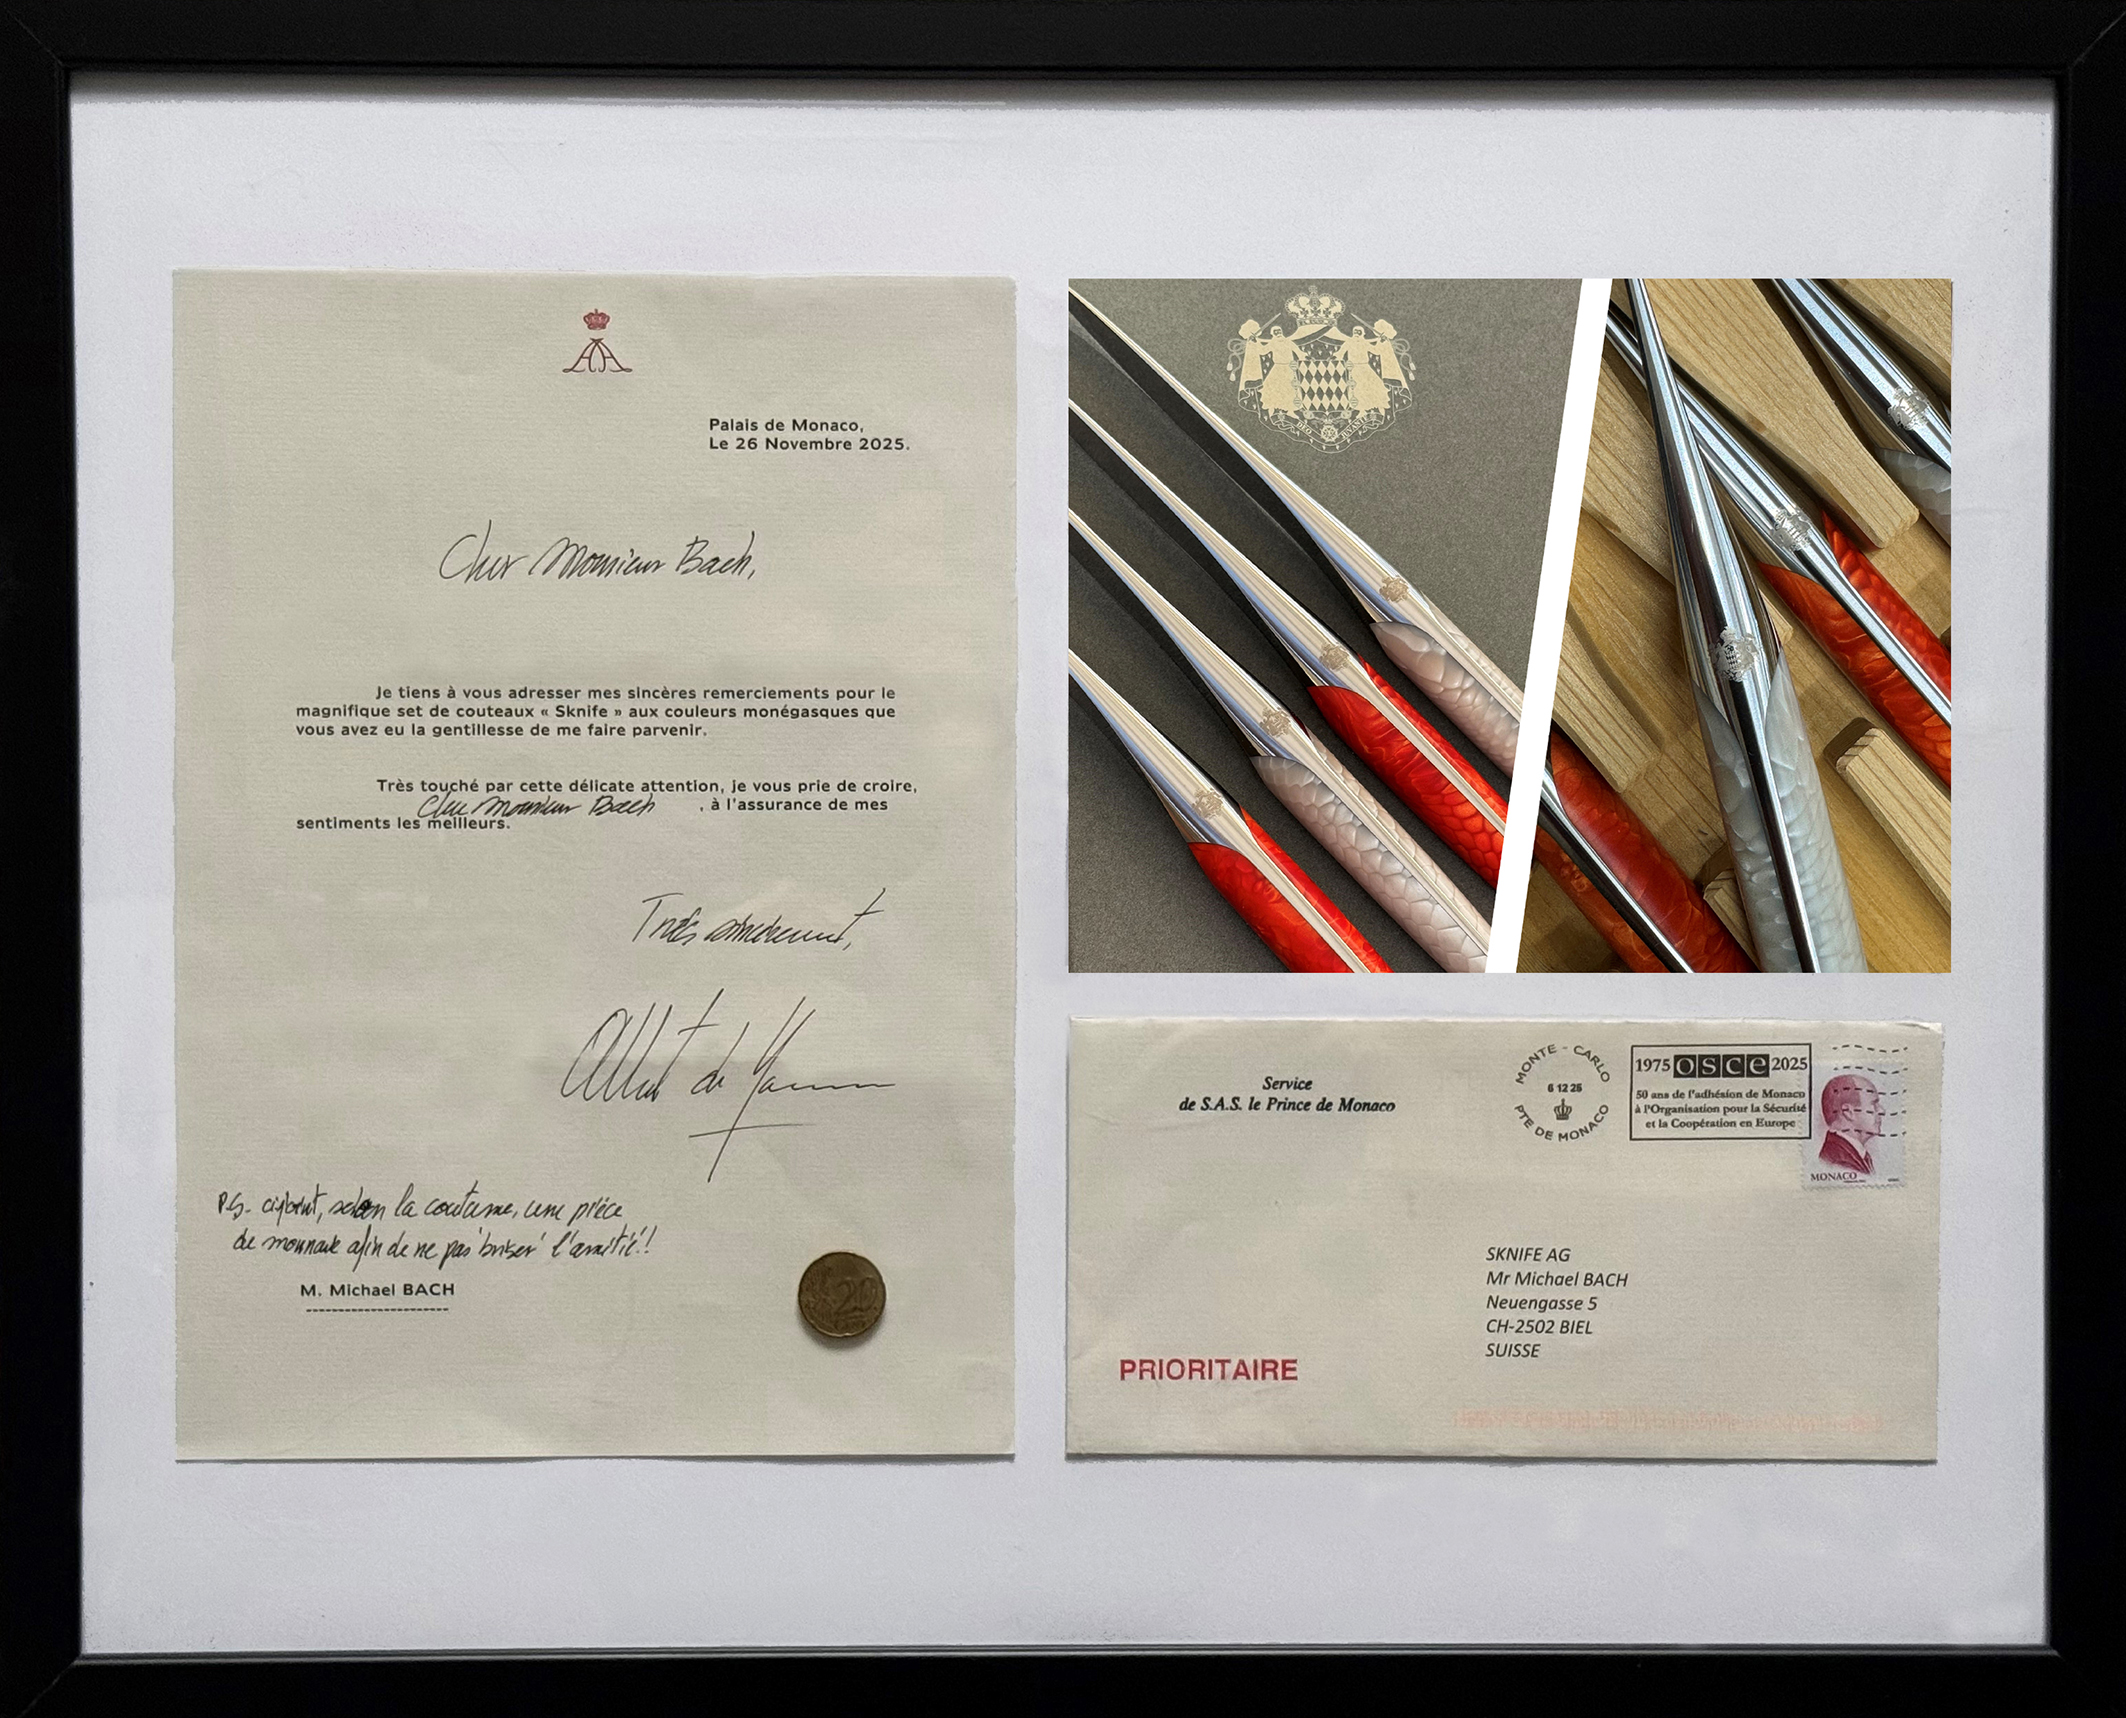 Palais de Monaco,
Le 26 Novembre 2025.
Cher Monsieur Bach,
Je tiens à vous adresser mes sincères remerciements pour le
magnifique set de couteaux « Sknife » aux couleurs monégasques que
vous avez eu la gentillesse de me faire parvenir.
Très touché par cette délicate attention, je vous prie de croire,
Cher Monsieur Bach , à l'assurance de mes
sentiments les meilleurs.
Très sincèrement,
Albert de Monaco
P.S. ci-joint, selon la coutume, une pièce
de monnaie afin de ne pas 'briser' l'amitié!!
M. Michael BACH
20
DEO JUVANTE
Service
de S.A.S. le Prince de Monaco
MONTE - CARLO
6 12 25
PTE DE MONACO
1975 OSCE 2025
50 ans de l'adhésion de Monaco
à l'Organisation pour la Sécurité
et la Coopération en Europe
MONACO
SKNIFE AG
Mr Michael BACH
Neuengasse 5
CH-2502 BIEL
SUISSE
PRIORITAIRE